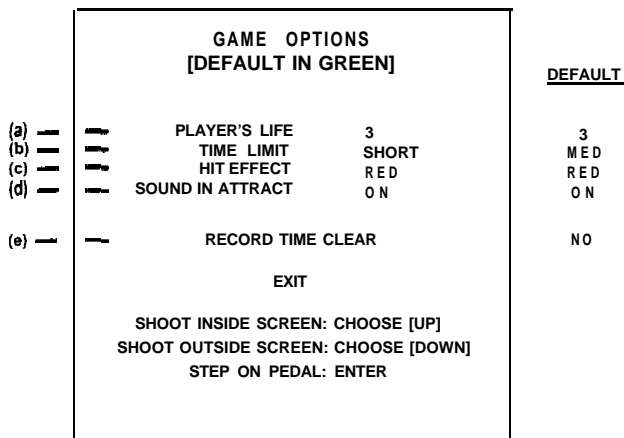 GAME OPTIONS
[DEFAULT IN GREEN]
DEFAULT
(a) PLAYER'S LIFE 3 3
(b) TIME LIMIT SHORT MED
(c) HIT EFFECT RED RED
(d) SOUND IN ATTRACT ON ON
(e) RECORD TIME CLEAR NO
EXIT
SHOOT INSIDE SCREEN: CHOOSE [UP]
SHOOT OUTSIDE SCREEN: CHOOSE [DOWN]
STEP ON PEDAL: ENTER